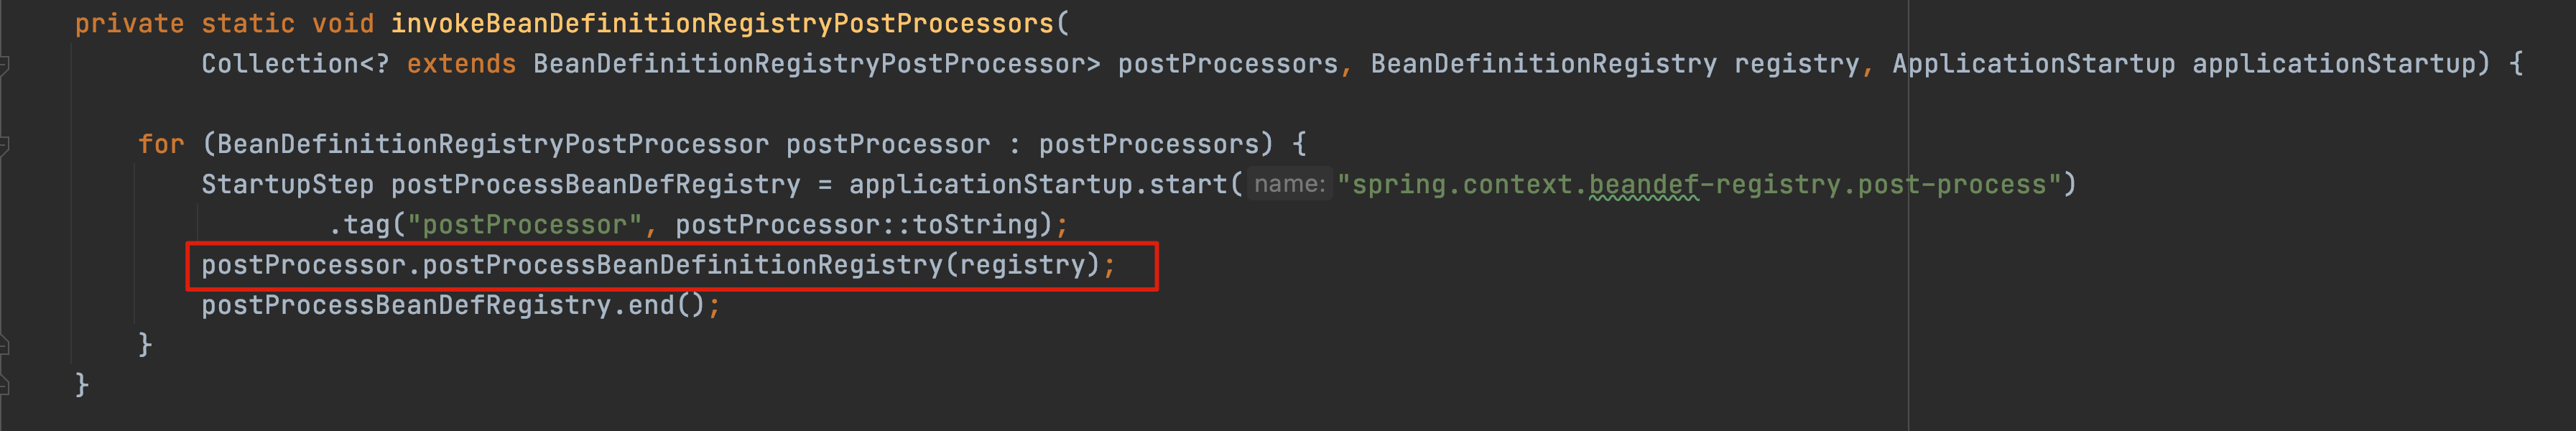 private static void invokeBeanDefinitionRegistryPostProcessors(
Collection<? extends BeanDefinitionRegistryPostProcessor> postProcessors, BeanDefinitionRegistry registry, ApplicationStartup applicationStartup) {
for (BeanDefinitionRegistryPostProcessor postProcessor : postProcessors) {
StartupStep postProcessBeanDefRegistry = applicationStartup.start( name: "spring.context.beandef-registry.post-process")
.tag("postProcessor", postProcessor::toString);
postProcessor.postProcessBeanDefinitionRegistry(registry);
postProcessBeanDefRegistry.end();
}
}